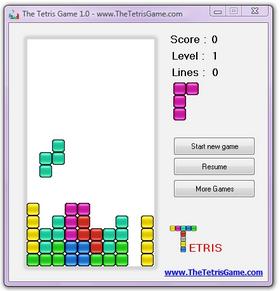 The Tetris Game 1.0 - www.TheTetrisGame.com
Score : 0
Level : 1
Lines : 0
Start new game
Resume
More Games
TETRIS
www.TheTetrisGame.com